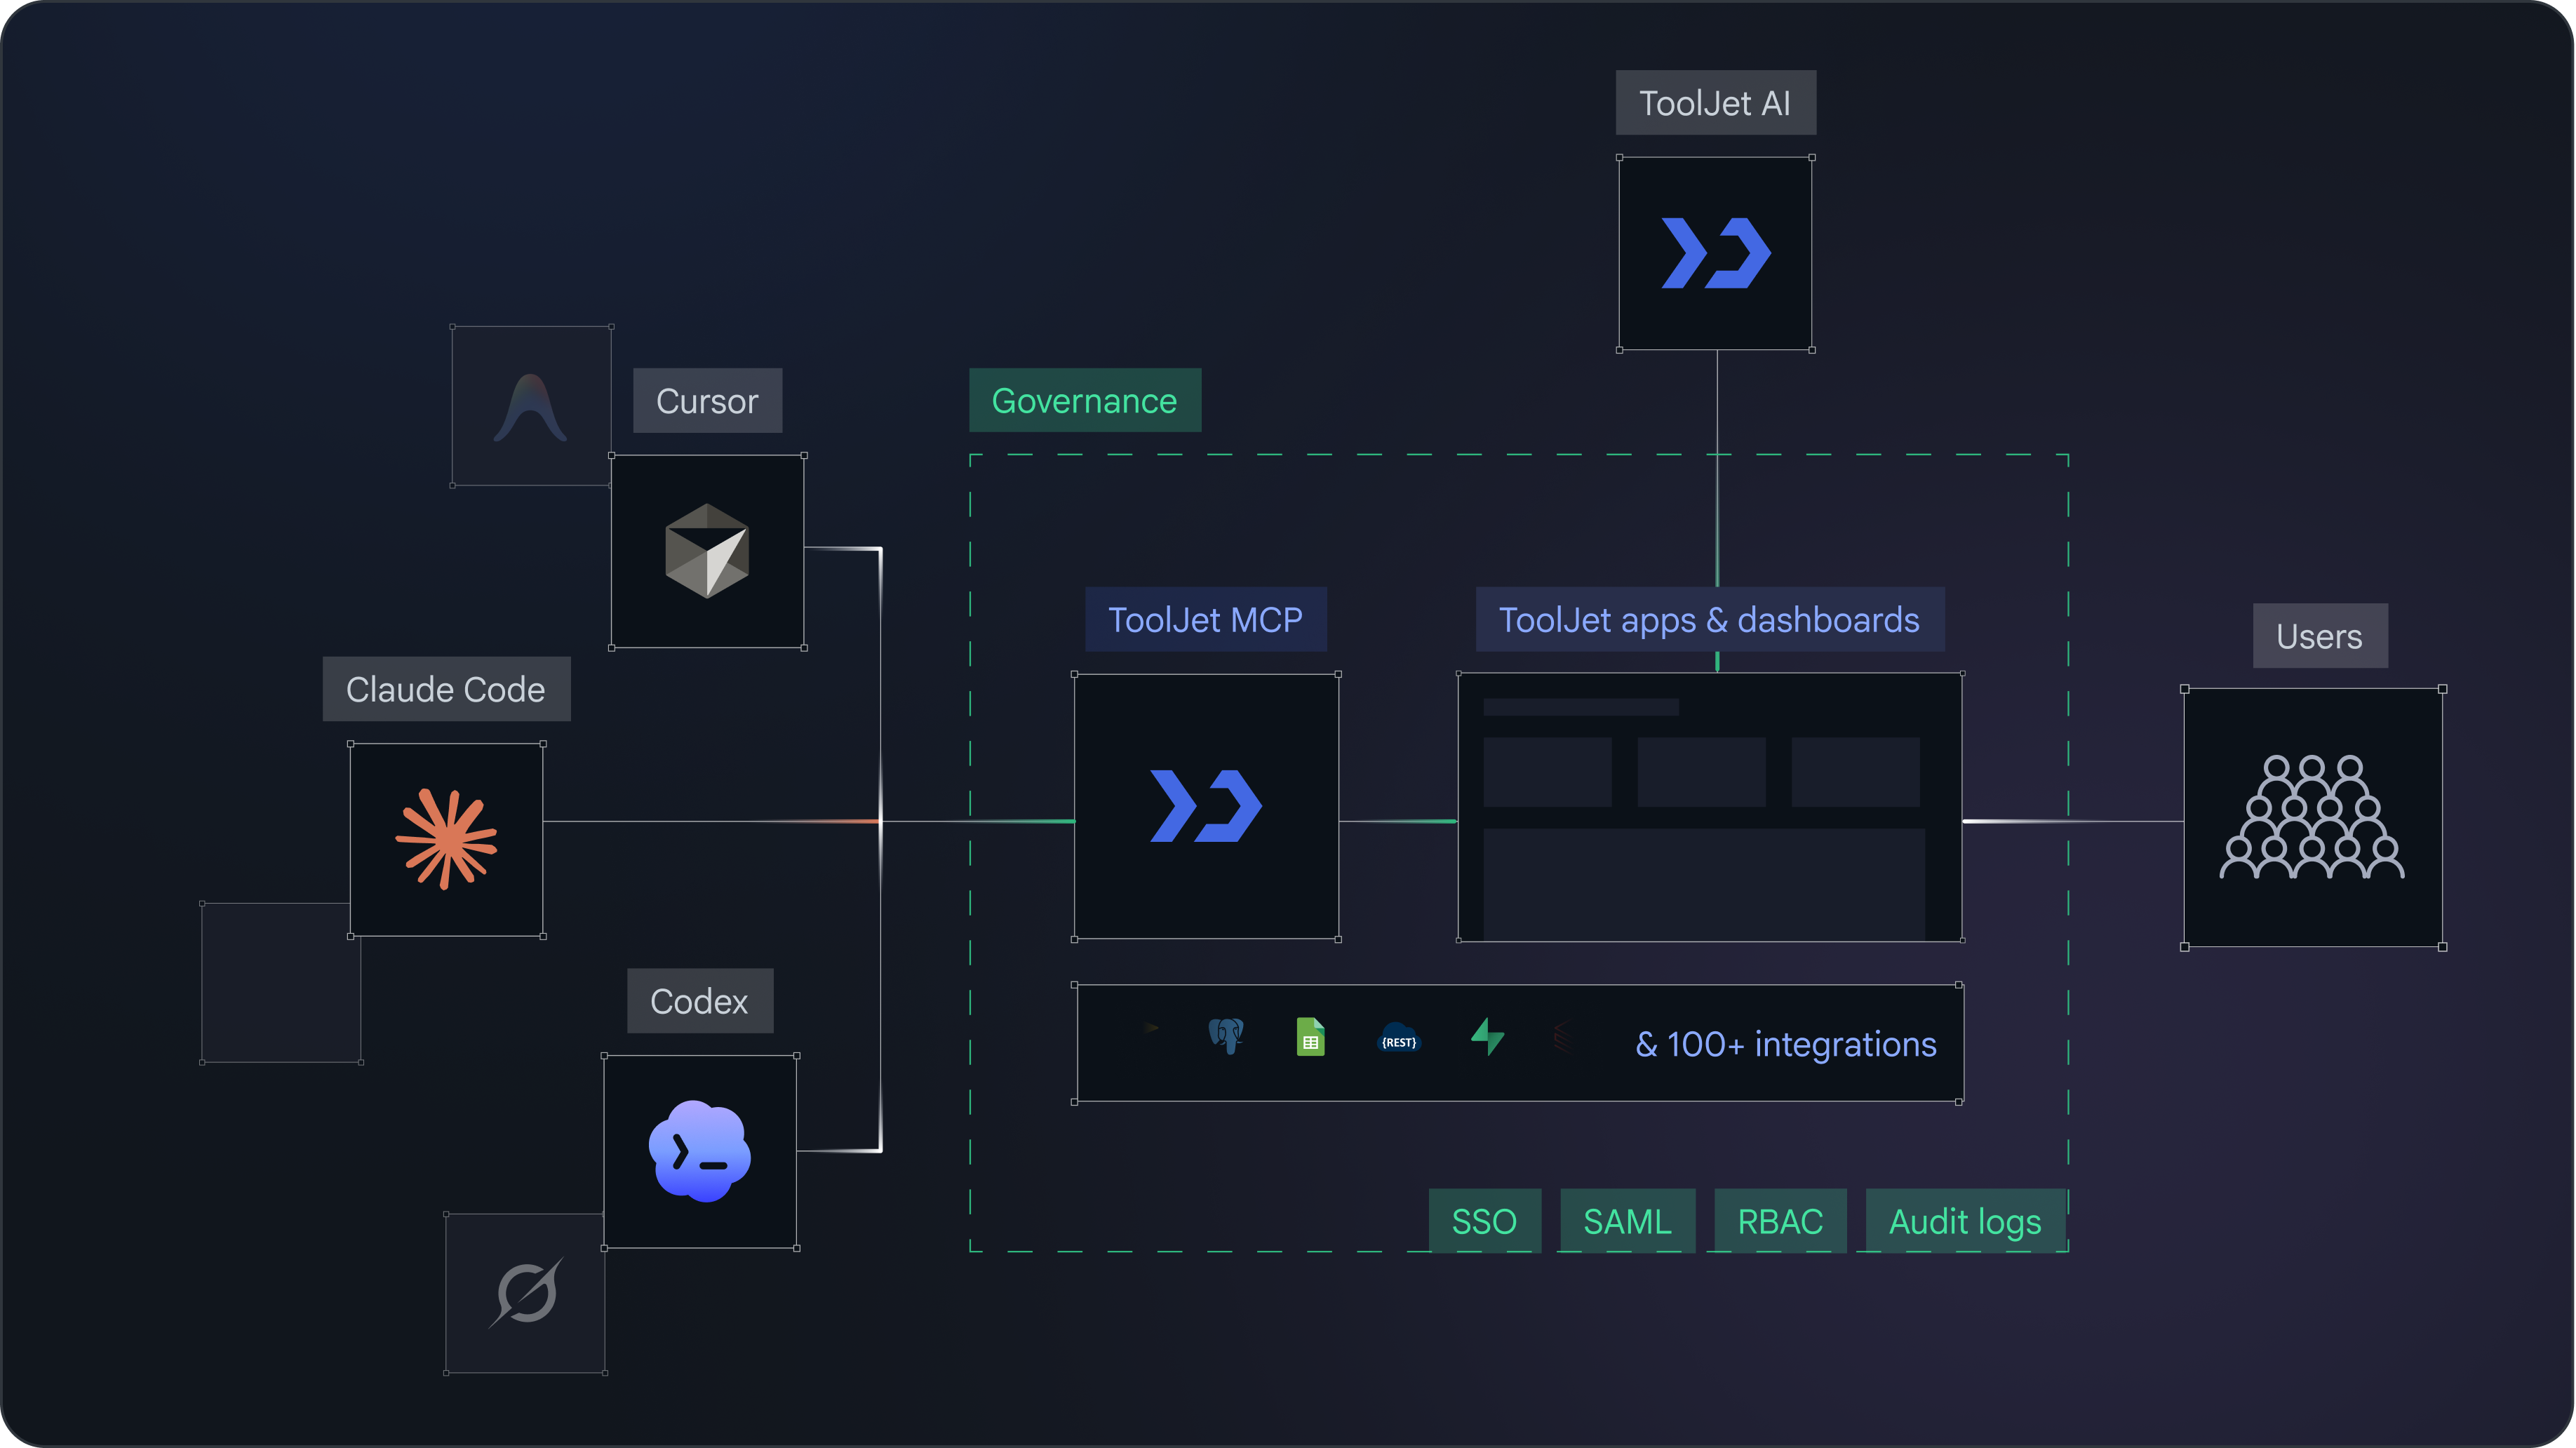 ToolJet AI
Cursor
Governance
ToolJet MCP
ToolJet apps & dashboards
Users
Claude Code
Codex
{REST}
& 100+ integrations
SSO
SAML
RBAC
Audit logs